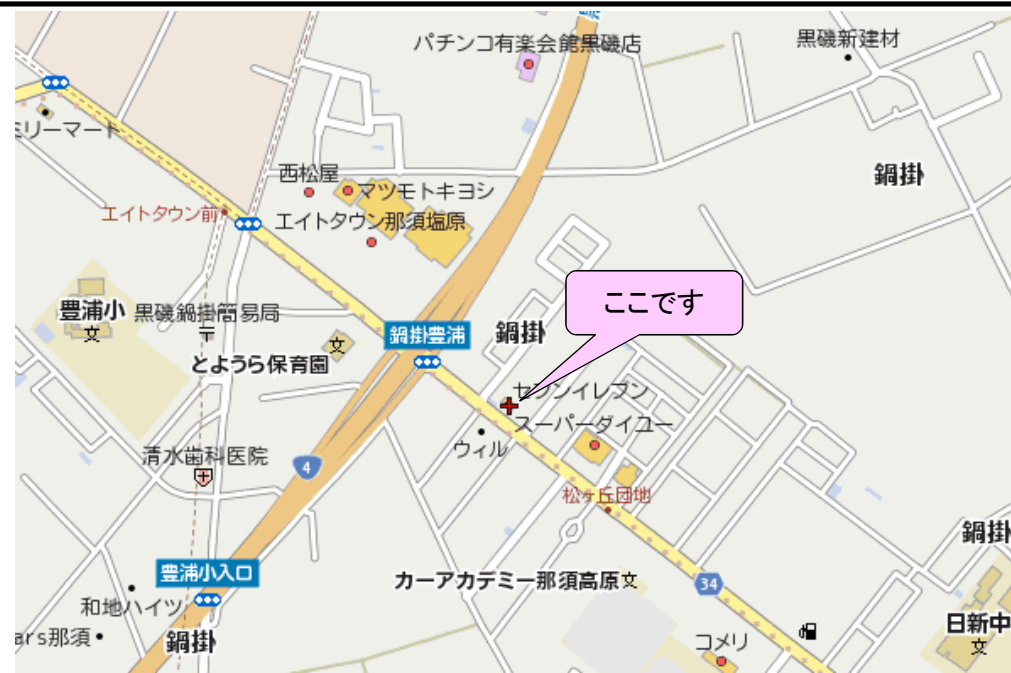 パチンコ有楽会館黒磯店
黒磯新建材
ミリーマート
西松屋
マツモトキヨシ
鍋掛
エイトタウン前
エイトタウン那須塩原
ここです
豊浦小
文
黒磯鍋掛簡易局
〒
鍋掛豊浦
鍋掛
とようら保育園
文
セブンイレブン
スーパーダイユー
ウィル
清水歯科医院
4
松ヶ丘団地
鍋掛
豊浦小入口
カーアカデミー那須高原
文
34
和地ハイツ
日新中
文
ars那須
鍋掛
コメリ